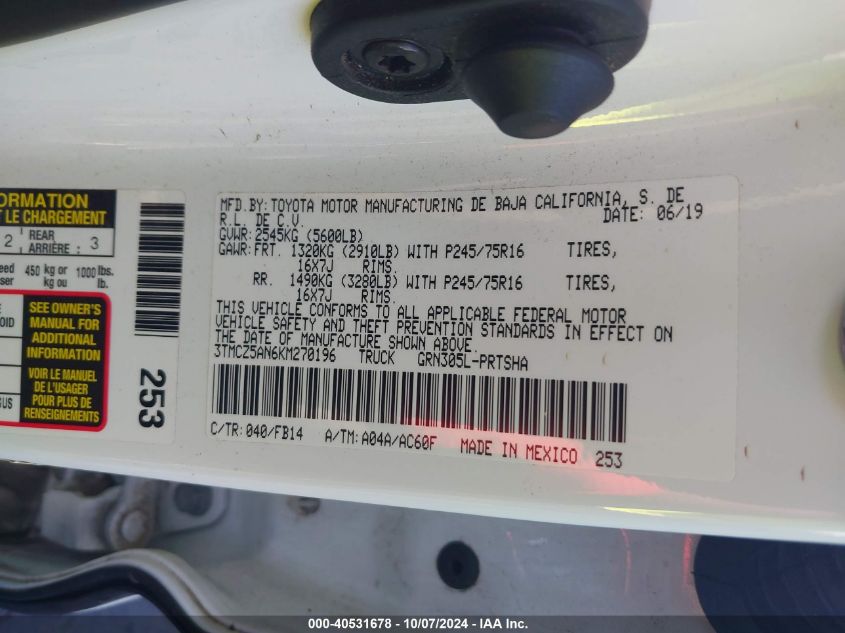 ORMATION
T LE CHARGEMENT
2 REAR ARRIÈRE : 3
eed 450 kg or 1000 lbs.
ser kg ou lb.
E
OID
SEE OWNER'S
MANUAL FOR
ADDITIONAL
INFORMATION
VOIR LE MANUEL
DE L'USAGER
POUR PLUS DE
RENSEIGNEMENTS
GUS
253
MFD.BY:TOYOTA MOTOR MANUFACTURING DE BAJA CALIFORNIA, S. DE
R.L. DE C.V. DATE: 06/19
GVWR:2545KG (5600LB)
GAWR:FRT. 1320KG (2910LB) WITH P245/75R16 TIRES,
16X7J RIMS.
RR. 1490KG (3280LB) WITH P245/75R16 TIRES,
16X7J RIMS.
THIS VEHICLE CONFORMS TO ALL APPLICABLE FEDERAL MOTOR
VEHICLE SAFETY AND THEFT PREVENTION STANDARDS IN EFFECT ON
THE DATE OF MANUFACTURE SHOWN ABOVE.
3TMCZ5AN6KM270196 TRUCK GRN305L-PRTSHA
C/TR:040/FB14 A/TM:A04A/AC60F MADE IN MEXICO 253
000-40531678 - 10/07/2024 - IAA Inc.